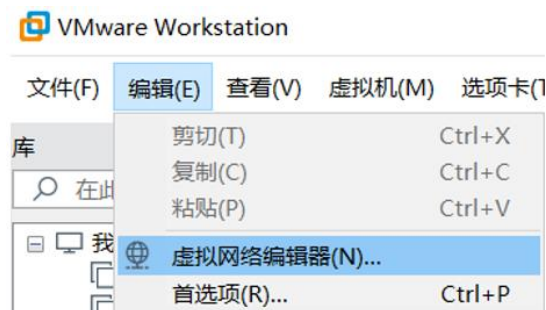 VMware Workstation
文件(F) 编辑(E) 查看(V) 虚拟机(M) 选项卡(T
库
剪切(T) Ctrl+X
复制(C) Ctrl+C
在此
粘贴(P) Ctrl+V
我
虚拟网络编辑器(N)...
首选项(R)... Ctrl+P